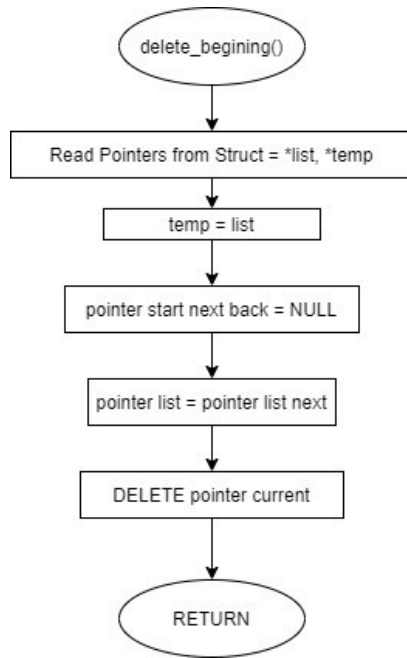 delete_begining()
Read Pointers from Struct = *list, *temp
temp = list
pointer start next back = NULL
pointer list = pointer list next
DELETE pointer current
RETURN